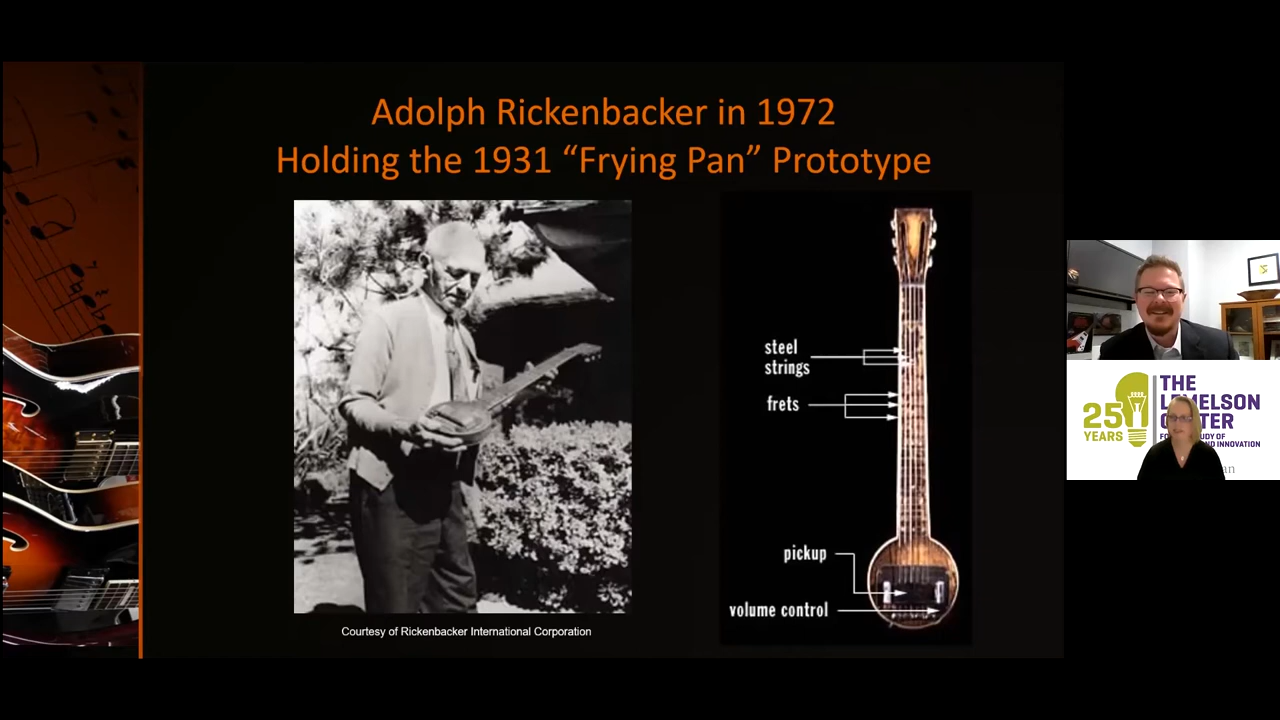 Adolph Rickenbacker in 1972
Holding the 1931 “Frying Pan” Prototype
steel
strings
frets
pickup
volume control
Courtesy of Rickenbacker International Corporation
25
YEARS
THE
INNOVATION